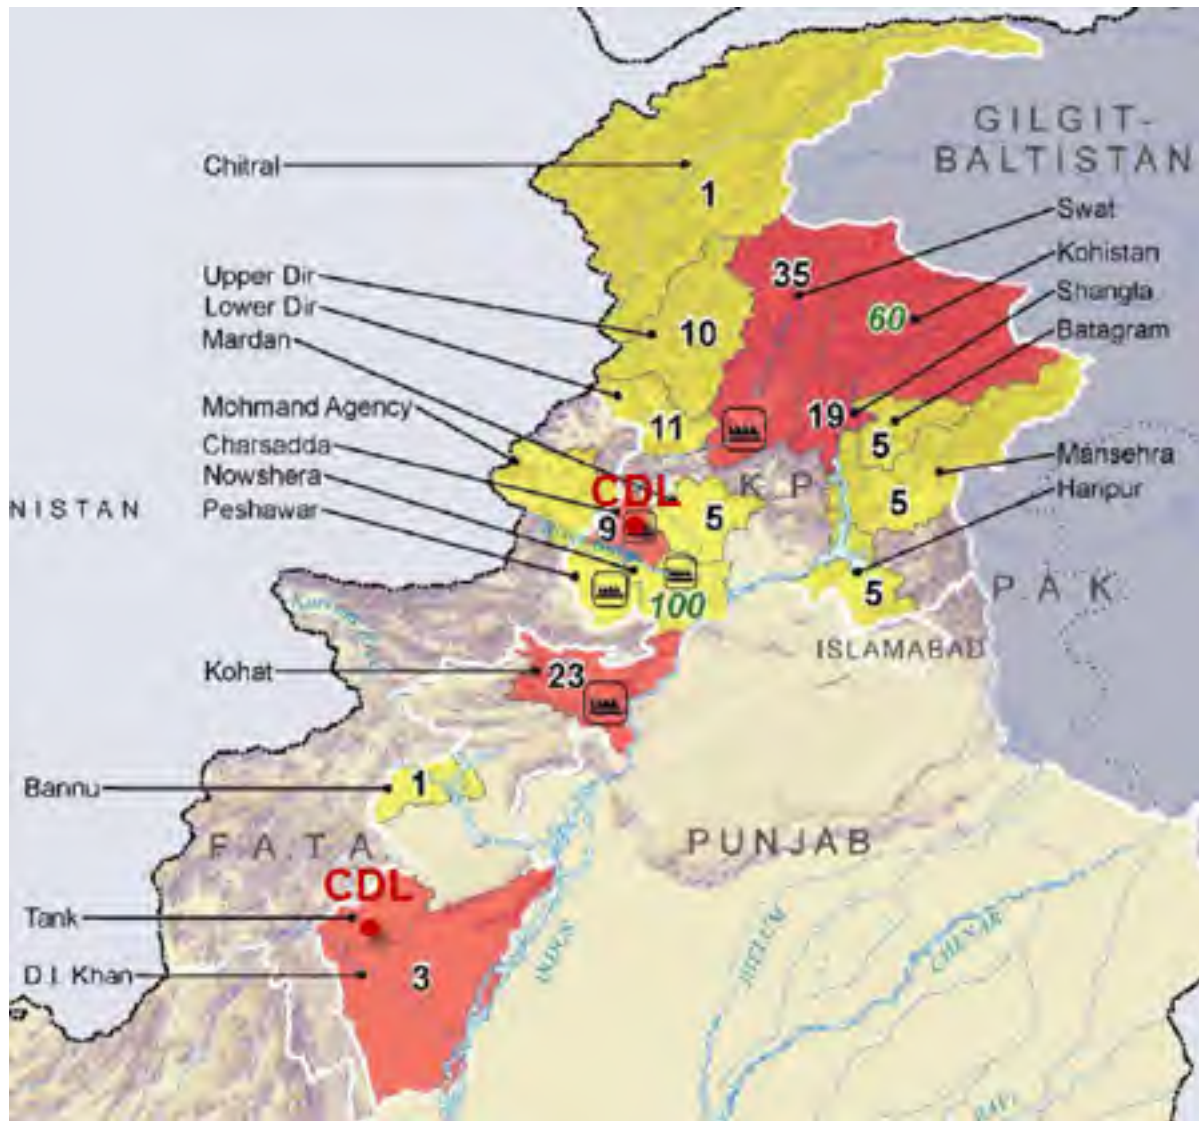 GILGIT-
BALTISTAN
Chitral
1
Swat
35
Kohistan
Upper Dir
Shangla
Lower Dir
60
Batagram
Mardan
10
Mohmand Agency
19
11
5
Charsadda
Mansehra
Nowshera
CDL
K P
Haripur
Peshawar
NISTAN
9
5
5
5
100
P A K
ISLAMABAD
Kohat
23
Bannu
1
F. A. T. A.
PUNJAB
CDL
Tank
D.I. Khan
3
INDUS
JHELUM
CHENAB
RAVI